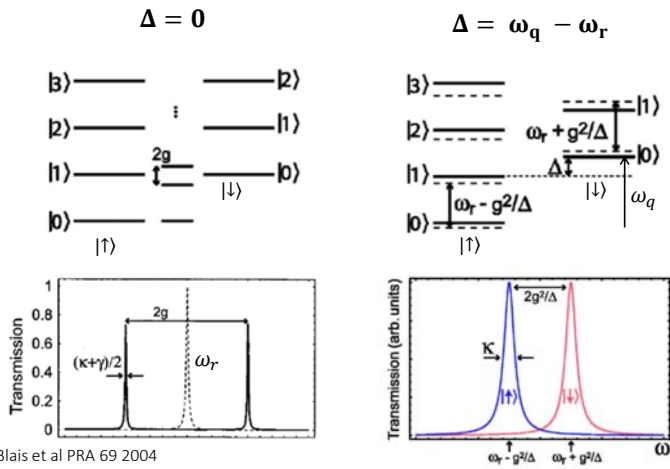 Δ = 0
Δ = ω_q − ω_r
|3⟩
|2⟩
⋮
|2⟩
|1⟩
2g
|1⟩
|0⟩
|↓⟩
|0⟩
|↑⟩
|3⟩
|1⟩
|2⟩
ω_r + g²/Δ
|0⟩
|1⟩
Δ
|↓⟩
ω_q
ω_r - g²/Δ
|0⟩
|↑⟩
Transmission
1
0.8
0.6
0.4
0.2
0
2g
(κ+γ)/2
ω_r
Transmission (arb. units)
2g²/Δ
κ
|↑⟩
|↓⟩
ω
ω_r - g²/Δ
ω_r + g²/Δ
Blais et al PRA 69 2004